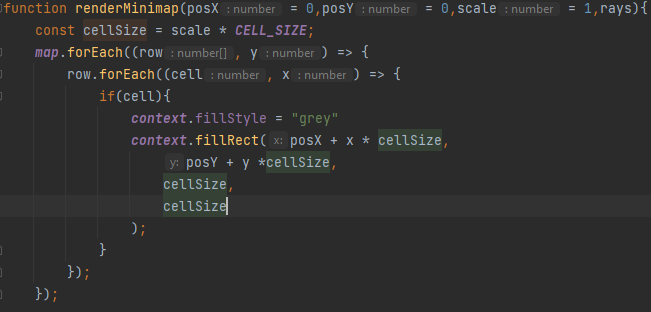 function renderMinimap(posX : number = 0,posY : number = 0,scale : number = 1,rays){
const cellSize = scale * CELL_SIZE;
map.forEach((row : number[] , y : number ) => {
row.forEach((cell : number , x : number ) => {
if(cell){
context.fillStyle = "grey"
context.fillRect( x: posX + x * cellSize,
y: posY + y *cellSize,
cellSize,
cellSize
);
}
});
});